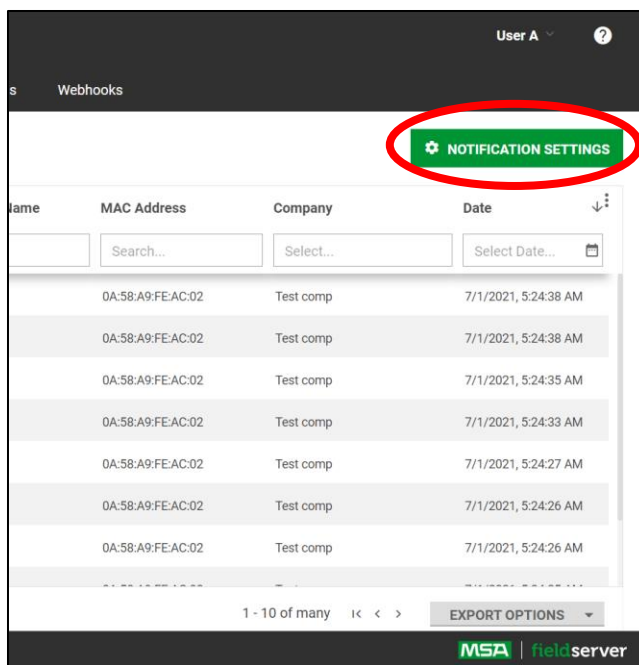 User A
s Webhooks
NOTIFICATION SETTINGS
Name MAC Address Company Date
Search... Select... Select Date...
0A:58:A9:FE:AC:02 Test comp 7/1/2021, 5:24:38 AM
0A:58:A9:FE:AC:02 Test comp 7/1/2021, 5:24:38 AM
0A:58:A9:FE:AC:02 Test comp 7/1/2021, 5:24:35 AM
0A:58:A9:FE:AC:02 Test comp 7/1/2021, 5:24:33 AM
0A:58:A9:FE:AC:02 Test comp 7/1/2021, 5:24:27 AM
0A:58:A9:FE:AC:02 Test comp 7/1/2021, 5:24:26 AM
0A:58:A9:FE:AC:02 Test comp 7/1/2021, 5:24:26 AM
1 - 10 of many EXPORT OPTIONS
MSA fieldserver